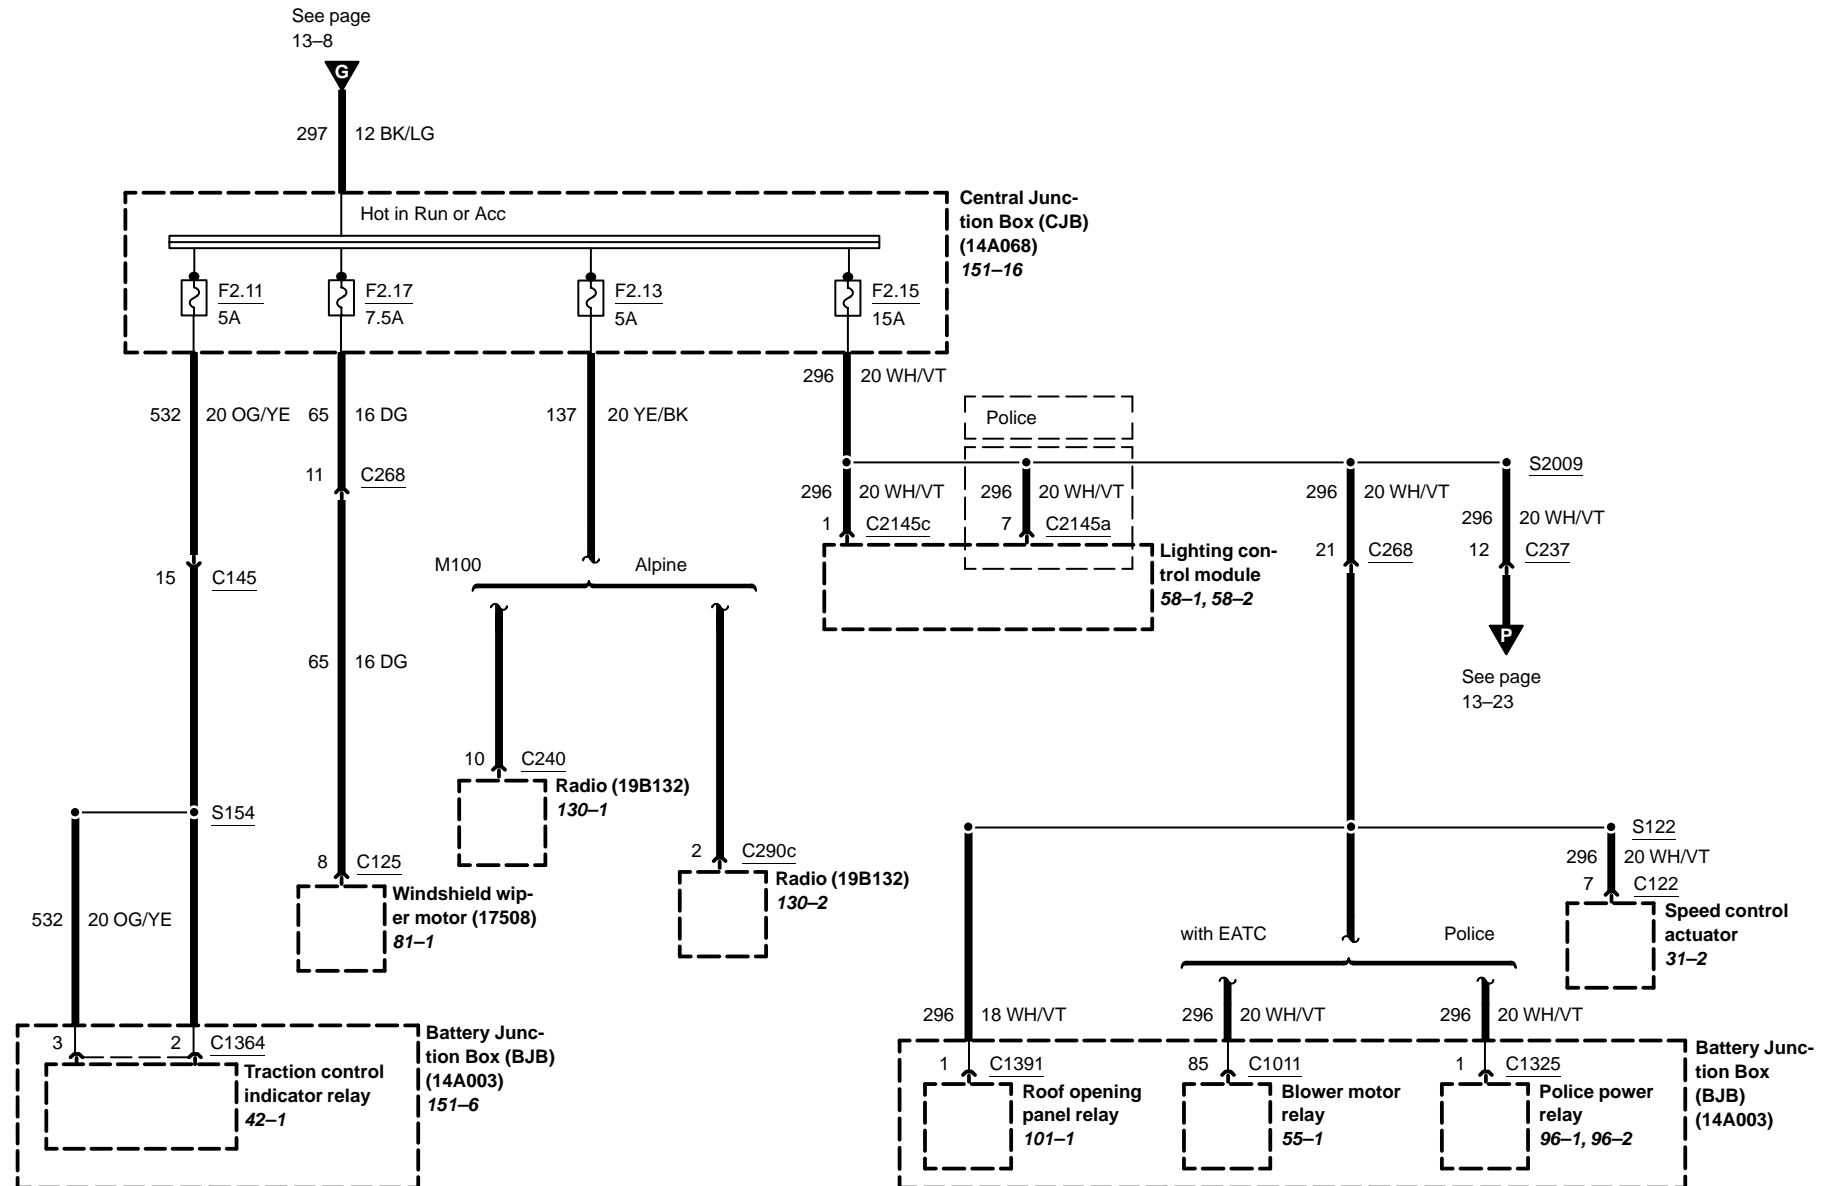 See page
13–8
G
297 12 BK/LG
Hot in Run or Acc
Central Junc-
tion Box (CJB)
(14A068)
151–16
F2.11
5A
F2.17
7.5A
F2.13
5A
F2.15
15A
296 20 WH/VT
532 20 OG/YE
65 16 DG
137 20 YE/BK
Police
11 C268
S2009
296 20 WH/VT
296 20 WH/VT
296 20 WH/VT
296 20 WH/VT
1 C2145c
7 C2145a
21 C268
12 C237
Lighting con-
trol module
58–1, 58–2
M100
Alpine
15 C145
P
See page
13–23
65 16 DG
10 C240
Radio (19B132)
130–1
S154
S122
2 C290c
Radio (19B132)
130–2
8 C125
Windshield wip-
er motor (17508)
81–1
296 20 WH/VT
7 C122
Speed control
actuator
31–2
532 20 OG/YE
with EATC
Police
296 18 WH/VT
296 20 WH/VT
296 20 WH/VT
3
2 C1364
Battery Junc-
tion Box (BJB)
(14A003)
151–6
Traction control
indicator relay
42–1
1 C1391
Roof opening
panel relay
101–1
85 C1011
Blower motor
relay
55–1
1 C1325
Police power
relay
96–1, 96–2
Battery Junc-
tion Box
(BJB)
(14A003)